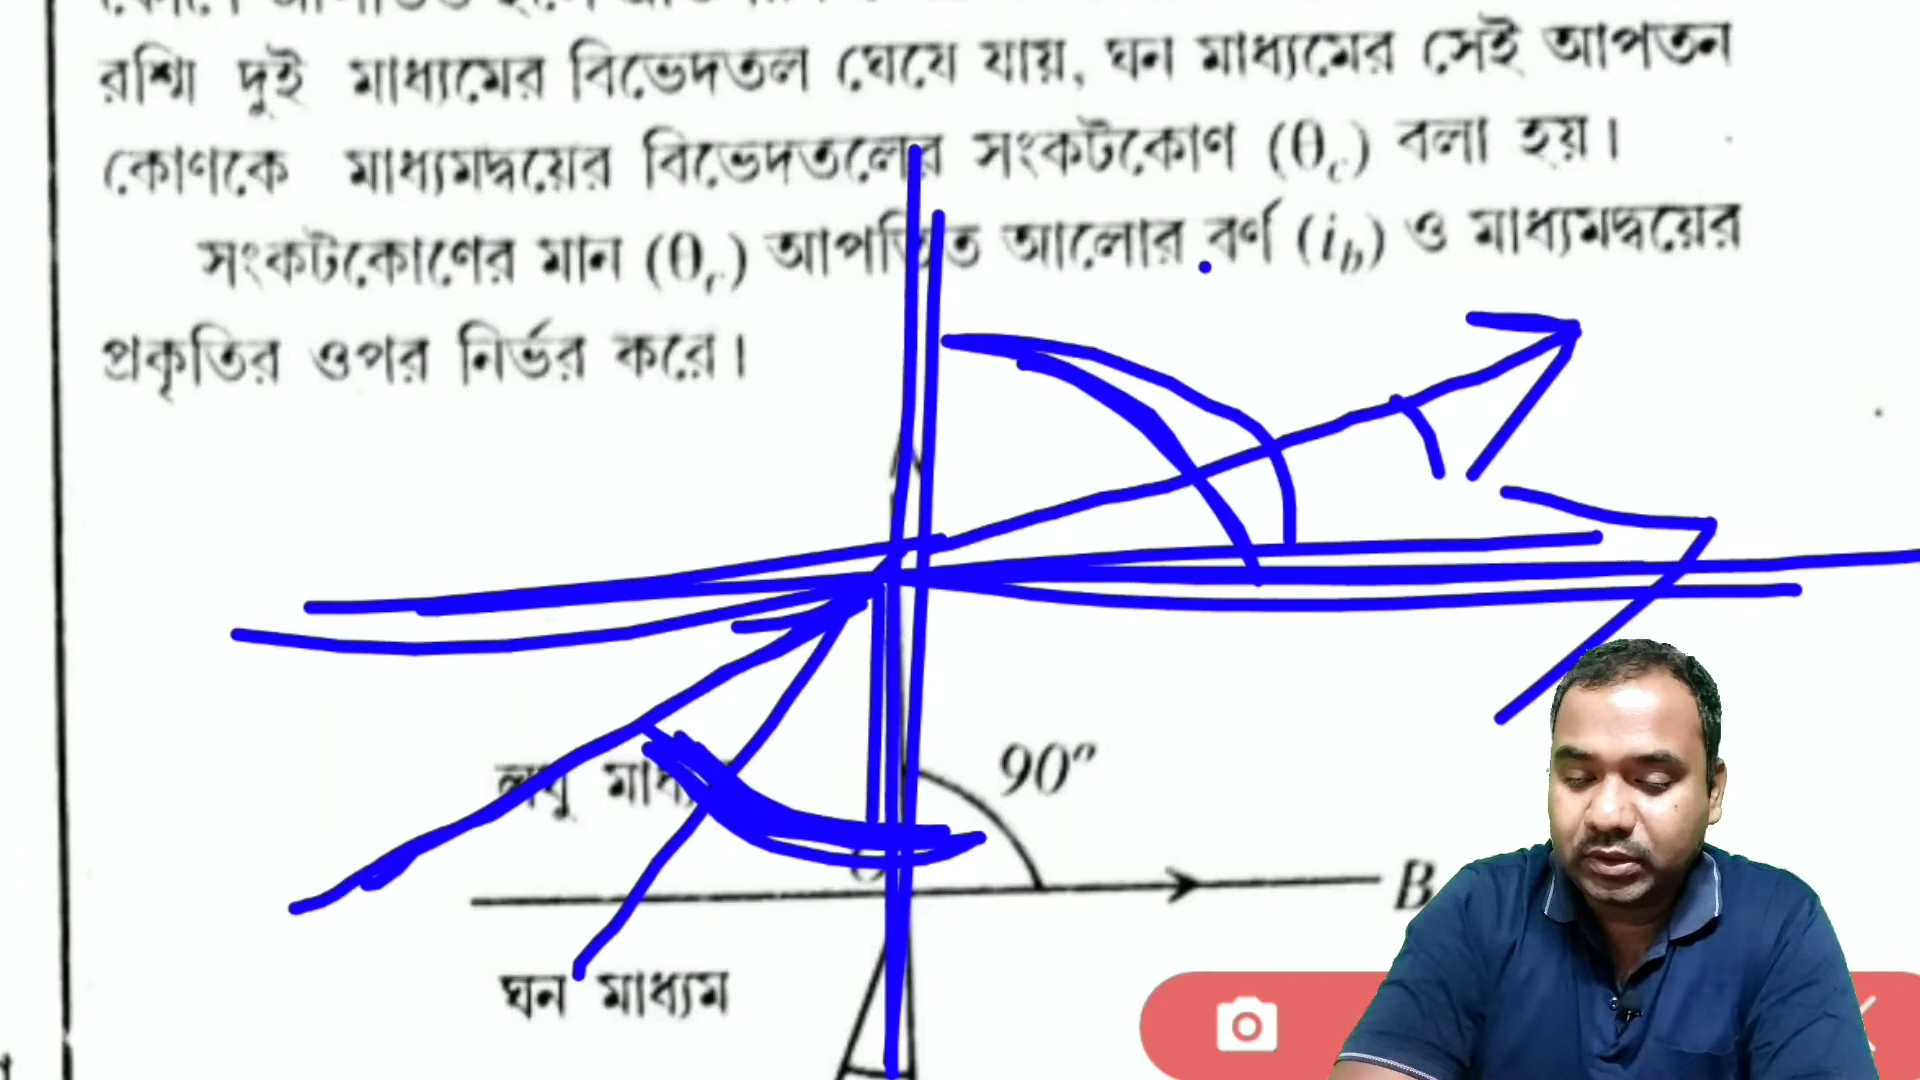 রশ্মি দুই মাধ্যমের বিভেদতল ঘেষে যায়, ঘন মাধ্যমের সেই আপতন
কোণকে মাধ্যমদ্বয়ের বিভেদতলের সংকটকোণ (θc) বলা হয়।
সংকটকোণের মান (θc) আপতিত আলোর বর্ণ (ib) ও মাধ্যমদ্বয়ের
প্রকৃতির ওপর নির্ভর করে।
লঘু
90°
B
ঘন মাধ্যম